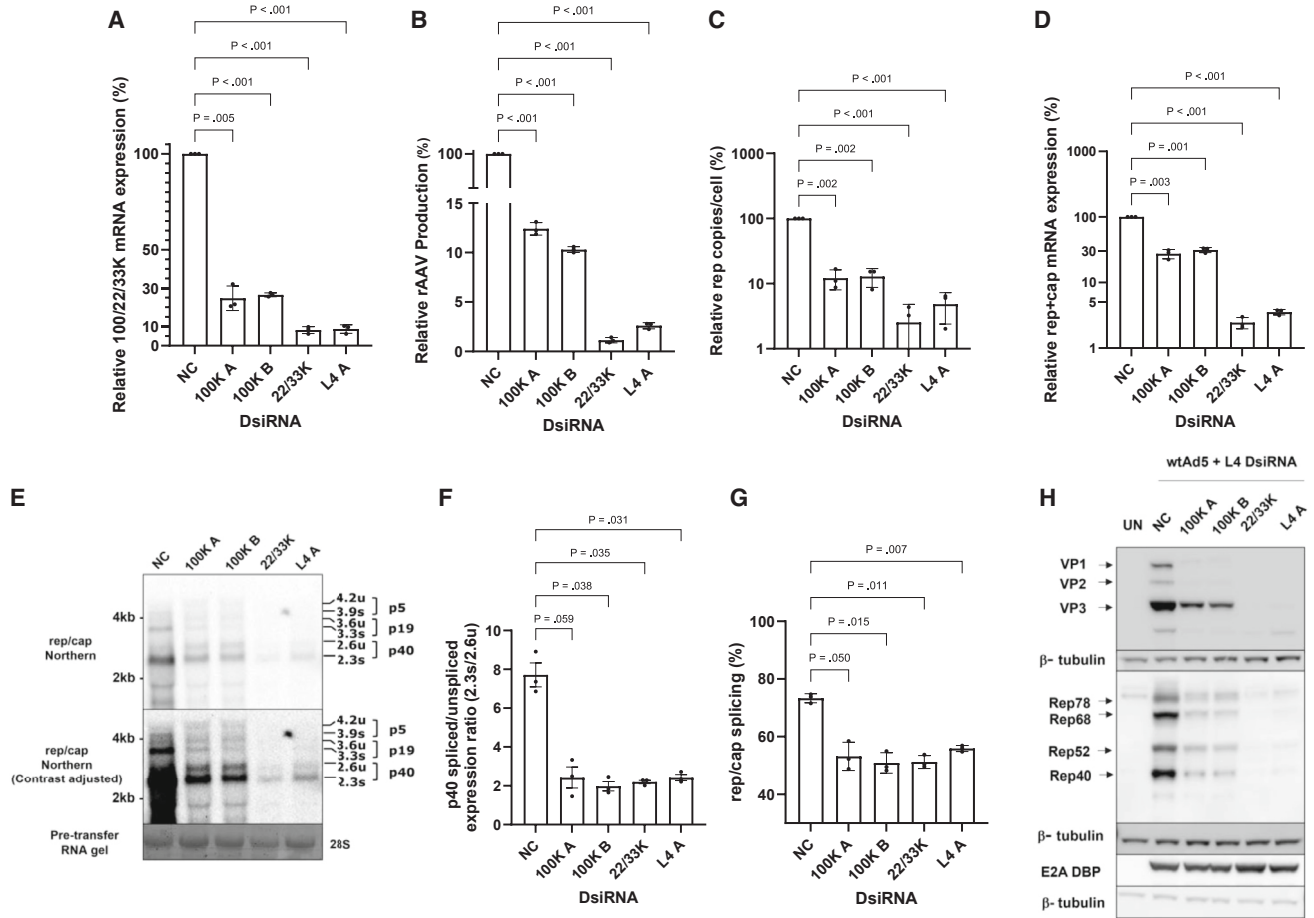 A
P < .001
P < .001
P < .001
P = .005
Relative 100/22/33K mRNA expression (%)
100
50
30
10
0
NC
100K A
100K B
22/33K
L4 A
DsiRNA
B
P < .001
P < .001
P < .001
P < .001
Relative rAAV Production (%)
100
15
10
5
0
NC
100K A
100K B
22/33K
L4 A
DsiRNA
C
P < .001
P < .001
P = .002
P = .002
Relative rep copies/cell (%)
1000
100
10
1
NC
100K A
100K B
22/33K
L4 A
DsiRNA
D
P < .001
P < .001
P = .001
P = .003
Relative rep+cap mRNA expression (%)
1000
100
30
10
5
1
NC
100K A
100K B
22/33K
L4 A
DsiRNA
E
NC
100K A
100K B
22/33K
L4 A
rep/cap
Northern
4kb
2kb
4.2u
3.9s
p5
3.6u
3.3s
p19
2.6u
2.3s
p40
rep/cap
Northern
(Contrast adjusted)
4kb
2kb
4.2u
3.9s
p5
3.6u
3.3s
p19
2.6u
2.3s
p40
Pre-transfer
RNA gel
28S
F
P = .031
P = .035
P = .038
P = .059
p40 spliced/unspliced
expression ratio (2.3s/2.6u)
10
8
6
4
2
0
NC
100K A
100K B
22/33K
L4 A
DsiRNA
G
P = .007
P = .011
P = .015
P = .050
rep/cap splicing (%)
100
80
60
40
NC
100K A
100K B
22/33K
L4 A
DsiRNA
H
wtAd5 + L4 DsiRNA
UN
NC
100K A
100K B
22/33K
L4 A
VP1
VP2
VP3
β- tubulin
Rep78
Rep68
Rep52
Rep40
β- tubulin
E2A DBP
β- tubulin